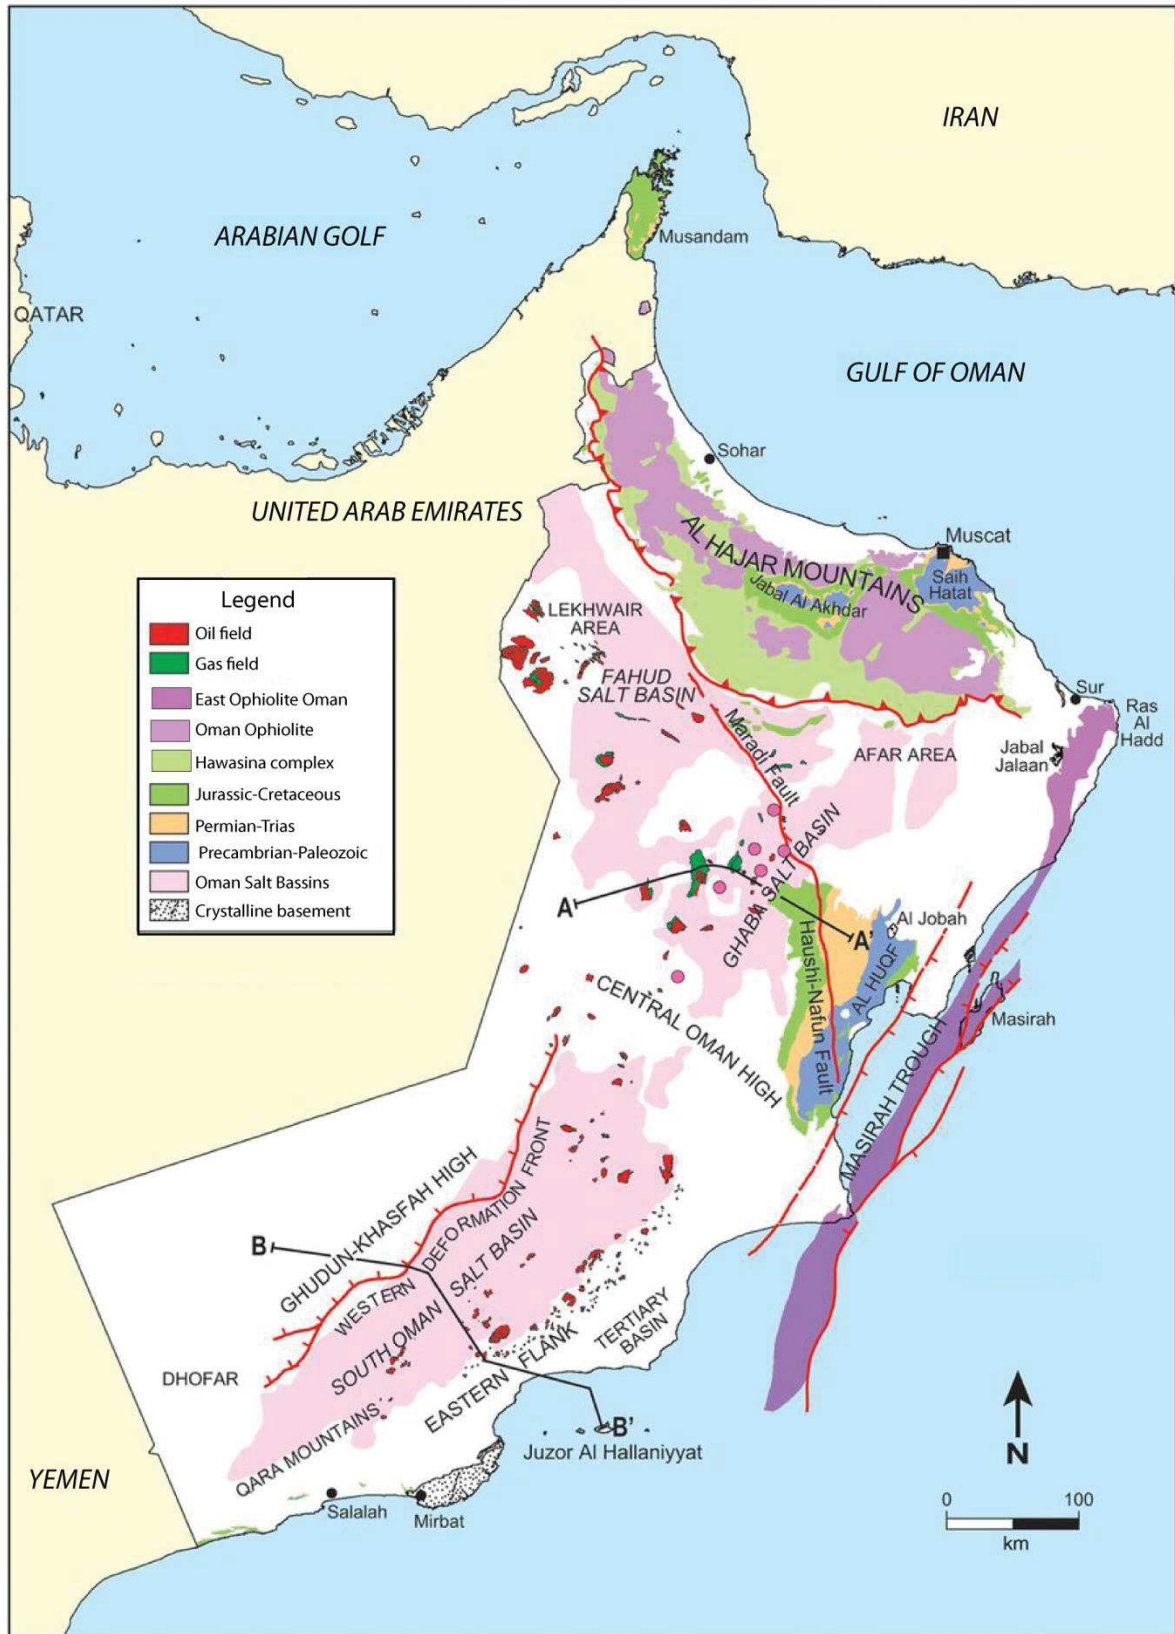 IRAN
ARABIAN GOLF
Musandam
QATAR
GULF OF OMAN
Sohar
UNITED ARAB EMIRATES
AL HAJAR MOUNTAINS
Muscat
Saih
Hatat
Jabal Al Akhdar
Legend
Oil field
Gas field
East Ophiolite Oman
Oman Ophiolite
Hawasina complex
Jurassic-Cretaceous
Permian-Trias
Precambrian-Paleozoic
Oman Salt Bassins
Crystalline basement
LEKHWAIR
AREA
FAHUD
SALT BASIN
Maradi Fault
AFAR AREA
Sur
Ras
Al
Hadd
Jabal
Jalaan
GHABA SALT BASIN
A
A'
Al Jobah
AL HUQF
Haushi-Nafun Fault
CENTRAL OMAN HIGH
Masirah
MASIRAH TROUGH
GHUDUN-KHASFAH HIGH
WESTERN DEFORMATION FRONT
SOUTH OMAN SALT BASIN
B
DHOFAR
EASTERN FLANK
TERTIARY
BASIN
QARA MOUNTAINS
B'
Juzor Al Hallaniyyat
YEMEN
Salalah
Mirbat
N
0 100
km